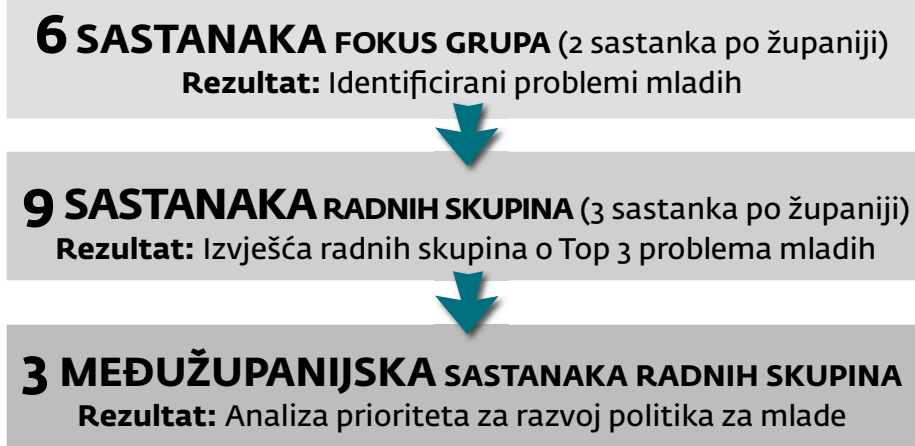 6 SASTANAKA FOKUS GRUPA (2 sastanka po županiji)
Rezultat: Identificirani problemi mladih
9 SASTANAKA RADNIH SKUPINA (3 sastanka po županiji)
Rezultat: Izvješća radnih skupina o Top 3 problema mladih
3 MEĐUŽUPANIJSKA SASTANAKA RADNIH SKUPINA
Rezultat: Analiza prioriteta za razvoj politika za mlade